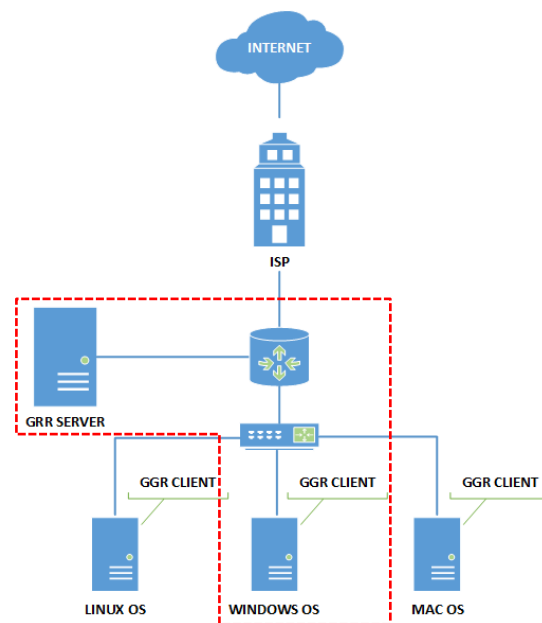 INTERNET
ISP
GRR SERVER
GGR CLIENT
GGR CLIENT
GGR CLIENT
LINUX OS
WINDOWS OS
MAC OS